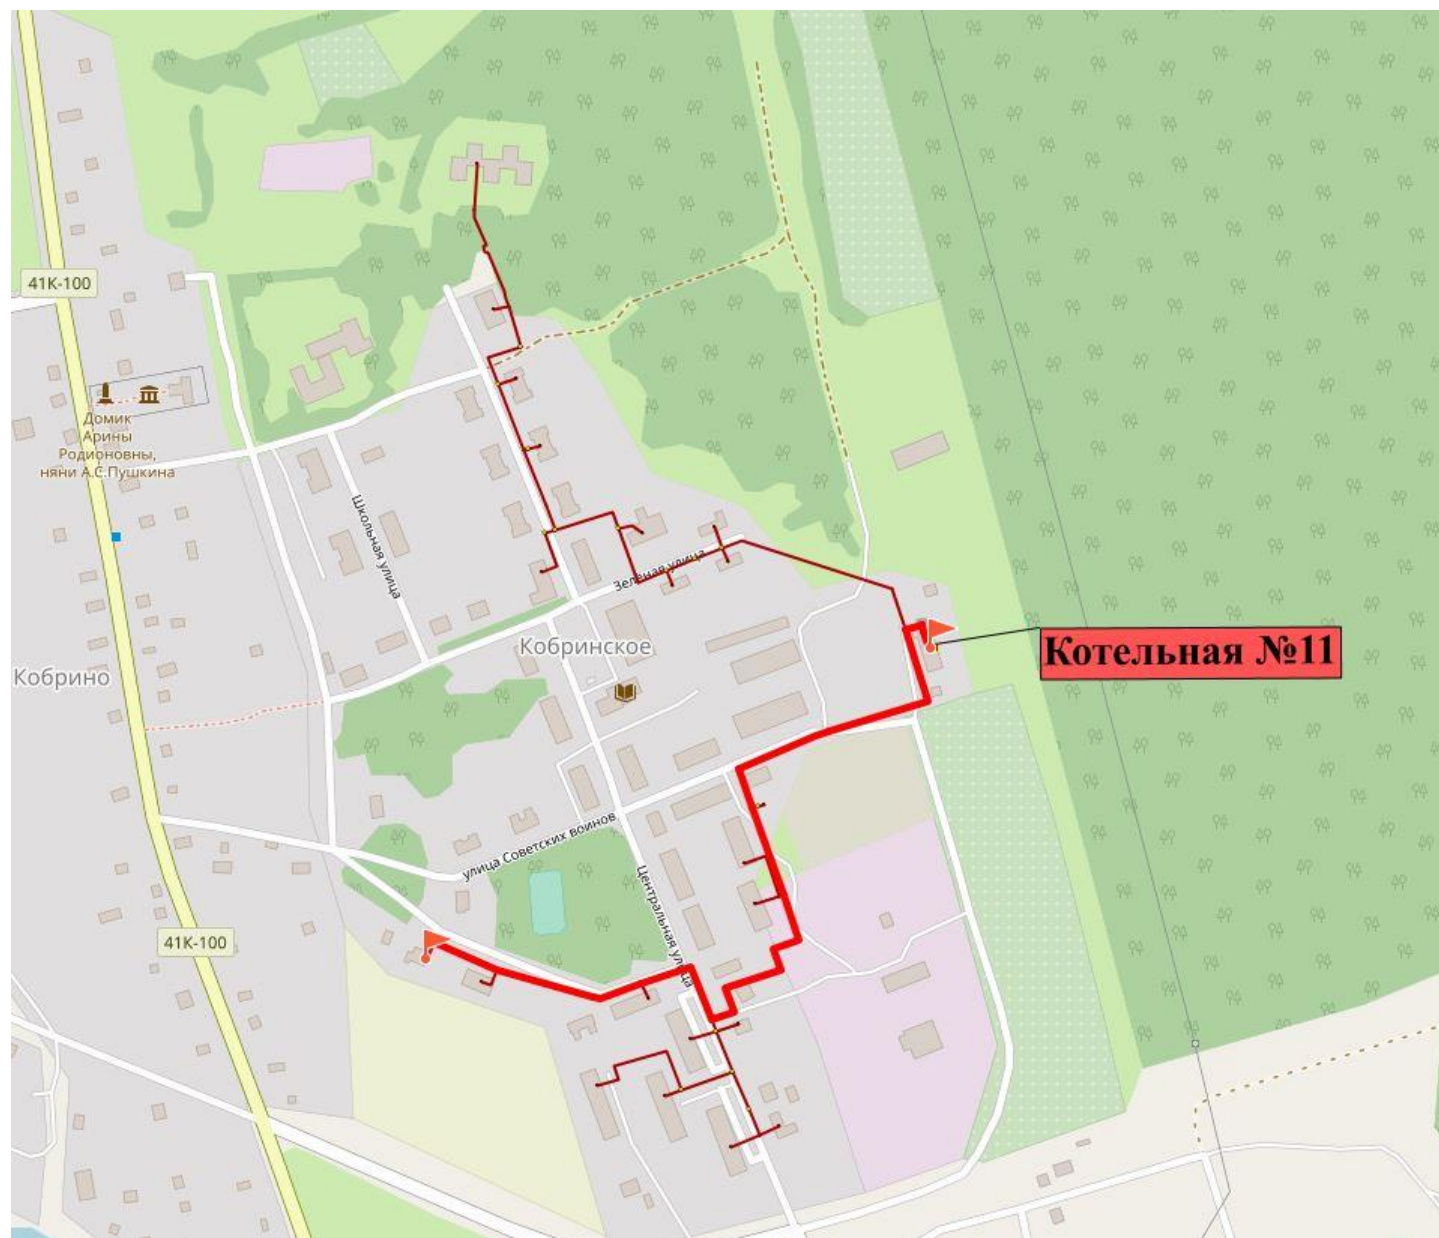 41К-100
Домик
Арины
Родионовны,
няни А.С.Пушкина
Школьная улица
Зелёная улица
Кобринское
Котельная №11
Кобрино
улица Советских воинов
Центральная улица
41К-100